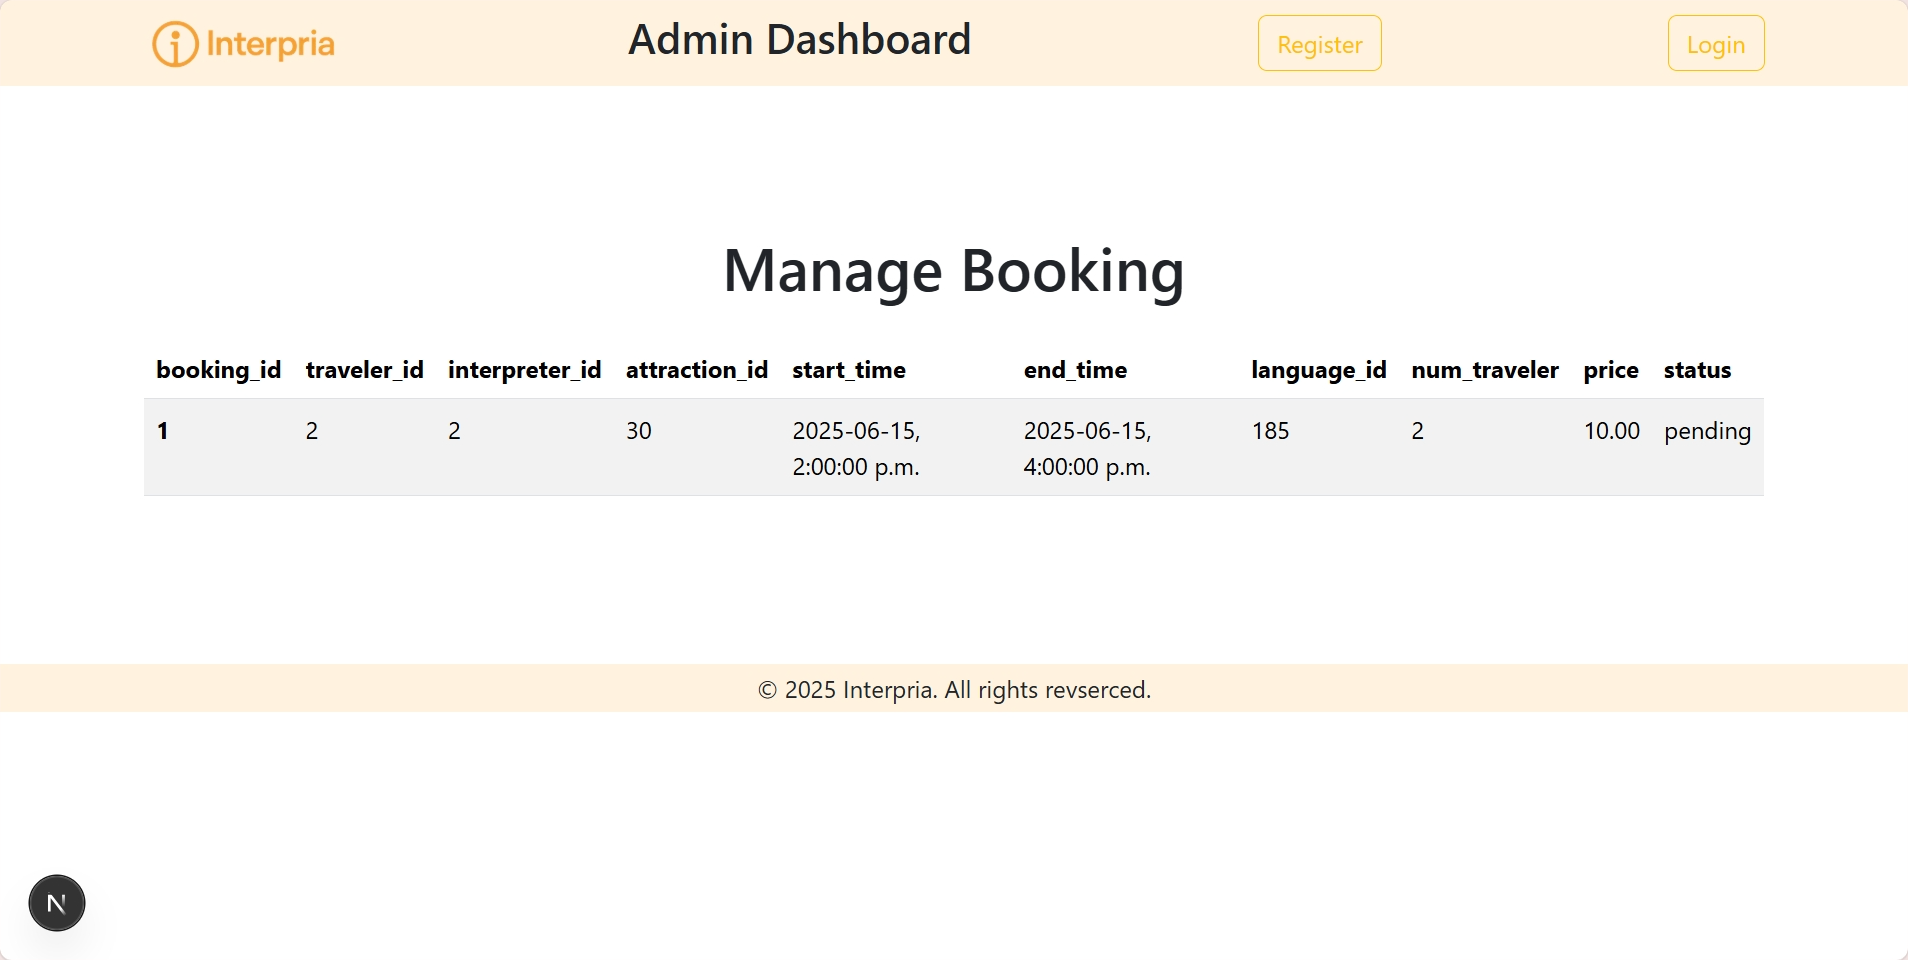 Interpria
Admin Dashboard
Register
Login
Manage Booking
booking_id traveler_id interpreter_id attraction_id start_time end_time language_id num_traveler price status
1 2 2 30 2025-06-15, 2025-06-15, 185 2 10.00 pending
2:00:00 p.m. 4:00:00 p.m.
© 2025 Interpria. All rights revserced.
N